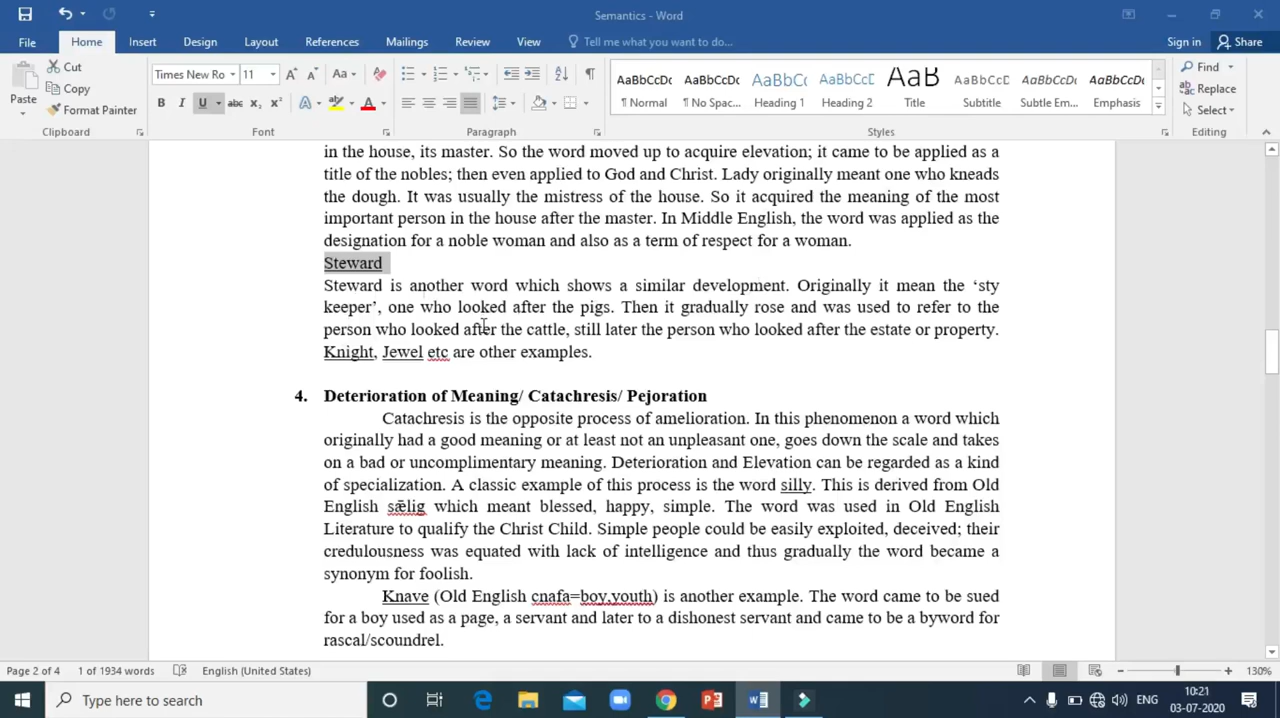 Semantics - Word
File Home Insert Design Layout References Mailings Review View Tell me what you want to do... Sign in Share
Paste Cut Copy Format Painter
Times New Ro 11
AaBbCcDc AaBbCcDc AaBbCc AaBbCcE AaB AaBbCcD AaBbCcDc AaBbCcDc
¶ Normal ¶ No Spac... Heading 1 Heading 2 Title Subtitle Subtle Em... Emphasis
Find Replace Select
Clipboard Font Paragraph Styles Editing
in the house, its master. So the word moved up to acquire elevation; it came to be applied as a
title of the nobles; then even applied to God and Christ. Lady originally meant one who kneads
the dough. It was usually the mistress of the house. So it acquired the meaning of the most
important person in the house after the master. In Middle English, the word was applied as the
designation for a noble woman and also as a term of respect for a woman.
Steward
Steward is another word which shows a similar development. Originally it mean the ‘sty
keeper’, one who looked after the pigs. Then it gradually rose and was used to refer to the
person who looked after the cattle, still later the person who looked after the estate or property.
Knight, Jewel etc are other examples.
4. Deterioration of Meaning/ Catachresis/ Pejoration
Catachresis is the opposite process of amelioration. In this phenomenon a word which
originally had a good meaning or at least not an unpleasant one, goes down the scale and takes
on a bad or uncomplimentary meaning. Deterioration and Elevation can be regarded as a kind
of specialization. A classic example of this process is the word silly. This is derived from Old
English sǣlig which meant blessed, happy, simple. The word was used in Old English
Literature to qualify the Christ Child. Simple people could be easily exploited, deceived; their
credulousness was equated with lack of intelligence and thus gradually the word became a
synonym for foolish.
Knave (Old English cnafa=boy,youth) is another example. The word came to be sued
for a boy used as a page, a servant and later to a dishonest servant and came to be a byword for
rascal/scoundrel.
Page 2 of 4 1 of 1934 words English (United States) 130%
Type here to search ENG 10:21
03-07-2020